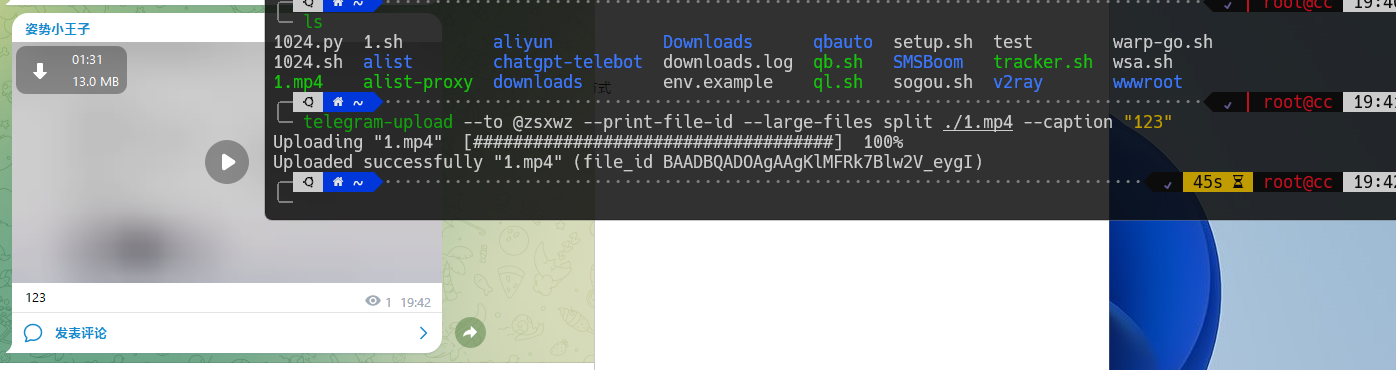 姿势小王子
01:31
13.0 MB
123
1 19:42
发表评论
式
~ root@cc
ls
1024.py 1.sh aliyun Downloads qbauto setup.sh test warp-go.sh
1024.sh alist chatgpt-telebot downloads.log qb.sh SMSBoom tracker.sh wsa.sh
1.mp4 alist-proxy downloads env.example ql.sh sogou.sh v2ray wwwroot
~ root@cc 19:4
telegram-upload --to @zsxwz --print-file-id --large-files split ./1.mp4 --caption "123"
Uploading "1.mp4" [####################################] 100%
Uploaded successfully "1.mp4" (file_id BAADBQADOAgAAgKlMFRk7Blw2V_eygI)
~ 45s root@cc 19:42